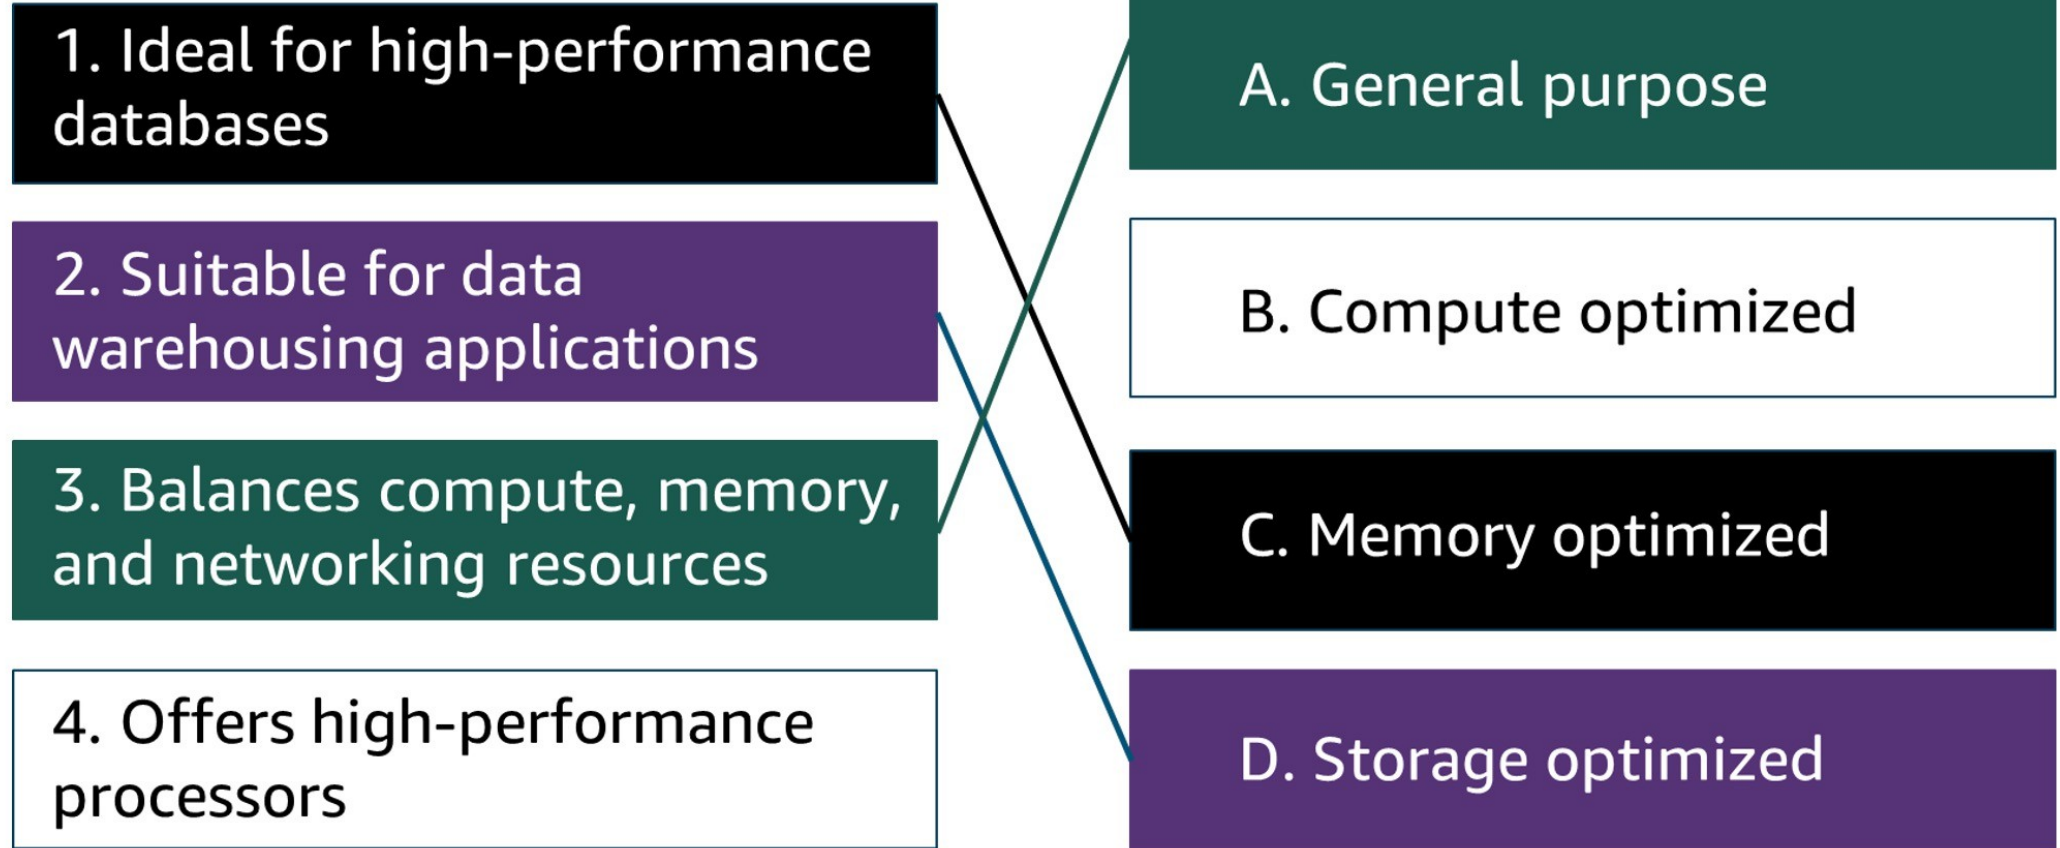 1. Ideal for high-performance
databases
2. Suitable for data
warehousing applications
3. Balances compute, memory,
and networking resources
4. Offers high-performance
processors
A. General purpose
B. Compute optimized
C. Memory optimized
D. Storage optimized